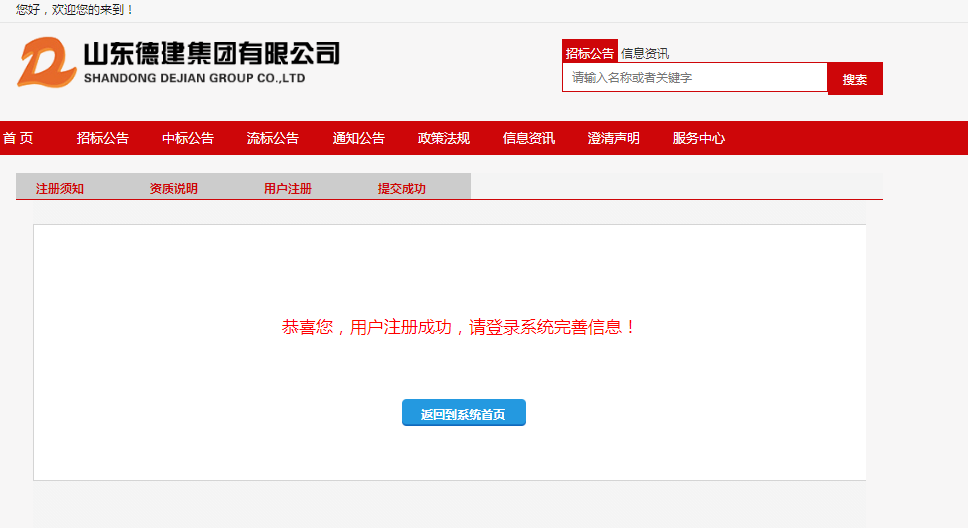 您好，欢迎您的来到！
山东德建集团有限公司
SHANDONG DEJIAN GROUP CO.,LTD
招标公告 信息资讯
请输入名称或者关键字 搜索
首 页 招标公告 中标公告 流标公告 通知公告 政策法规 信息资讯 澄清声明 服务中心
注册须知 资质说明 用户注册 提交成功
恭喜您，用户注册成功，请登录系统完善信息！
返回到系统首页